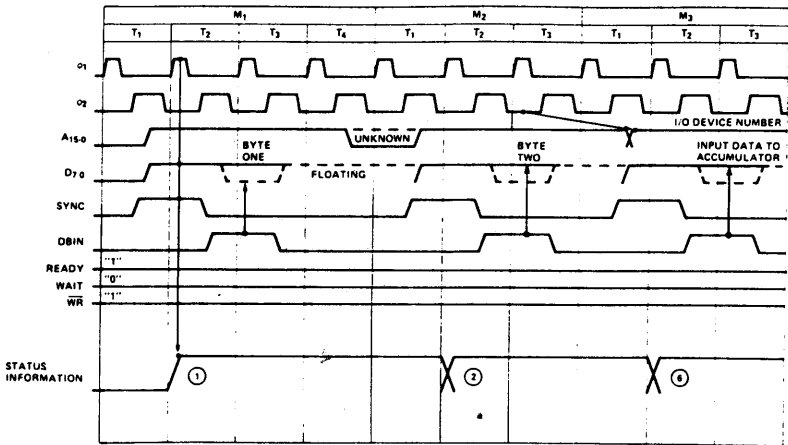 M1 M2 M3
T1 T2 T3 T4 T1 T2 T3 T1 T2 T3
ø1
ø2
I/O DEVICE NUMBER
A15-0
UNKNOWN
BYTE ONE
BYTE TWO
INPUT DATA TO ACCUMULATOR
D7-0
FLOATING
SYNC
DBIN
"1"
READY
"0"
WAIT
"1"
WR
STATUS INFORMATION
1 2 6